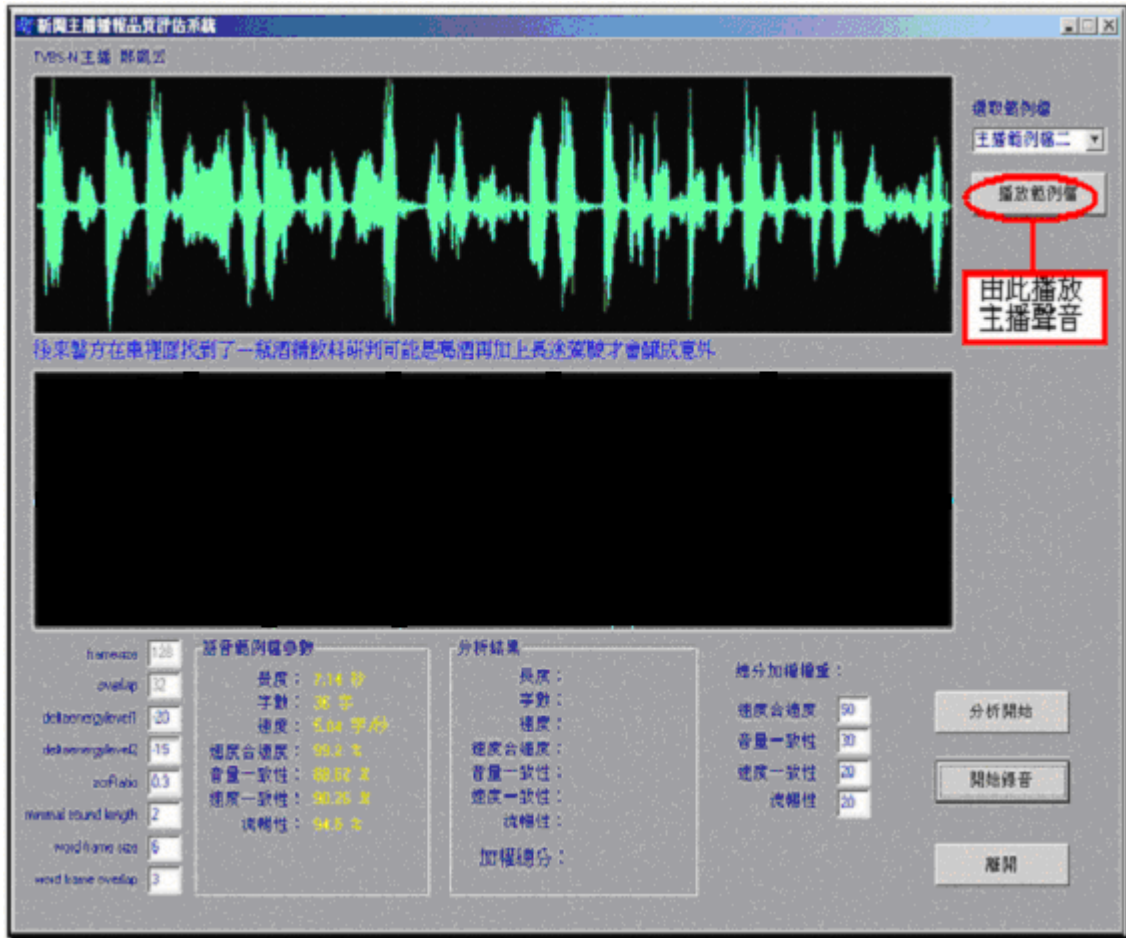 新聞主播播報品質評估系統
TVBS-N主播 鄭凱云
選取範例檔
主播範例檔二
播放範例檔
由此播放
主播聲音
後來警方在車裡面找到了一瓶酒精飲料研判可能是喝酒再加上長途駕駛才會釀成意外
framesize 128
overlap 32
deltaenergylevel1 -20
deltaenergylevel2 -15
zcrRatio 0.3
minimal sound length 2
word frame size 6
word frame overlap 3
語音範例檔參數
長度： 7.14 秒
字數： 36 字
速度： 5.04 字/秒
速度合適度： 99.2 %
音量一致性： 88.57 %
速度一致性： 90.26 %
流暢性： 94.5 %
分析結果
長度：
字數：
速度：
速度合適度：
音量一致性：
速度一致性：
流暢性：
加權總分：
總分加權權重：
速度合適度 50
音量一致性 30
速度一致性 20
流暢性 20
分析開始
開始錄音
離開